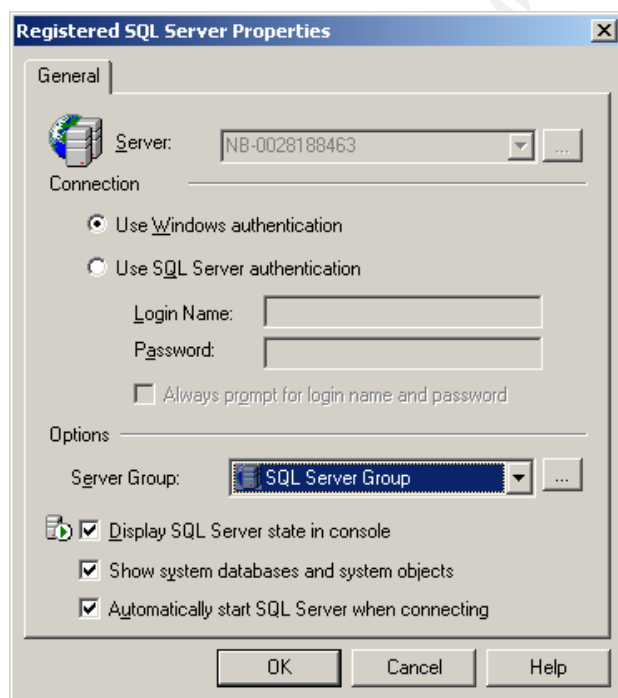 Registered SQL Server Properties
General
Server: NB-0028188463 ...
Connection
Use Windows authentication
Use SQL Server authentication
Login Name:
Password:
Always prompt for login name and password
Options
Server Group: SQL Server Group ...
Display SQL Server state in console
Show system databases and system objects
Automatically start SQL Server when connecting
OK Cancel Help